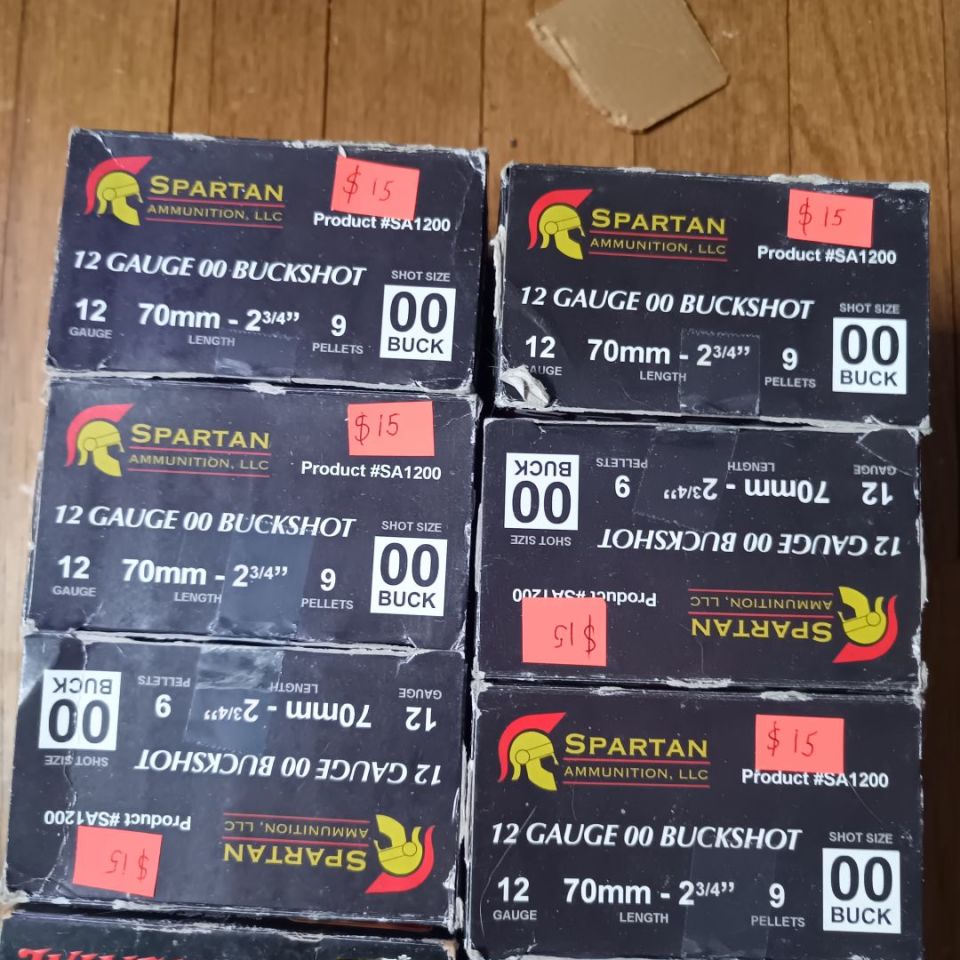 SPARTAN
AMMUNITION, LLC
$15
Product #SA1200
12 GAUGE 00 BUCKSHOT
SHOT SIZE
00
BUCK
12
GAUGE
70mm - 2 3/4”
LENGTH
9
PELLETS
SPARTAN
AMMUNITION, LLC
$15
Product #SA1200
12 GAUGE 00 BUCKSHOT
SHOT SIZE
00
BUCK
12
GAUGE
70mm - 2 3/4”
LENGTH
9
PELLETS
SPARTAN
AMMUNITION, LLC
$15
Product #SA1200
12 GAUGE 00 BUCKSHOT
SHOT SIZE
00
BUCK
12
GAUGE
70mm - 2 3/4”
LENGTH
9
PELLETS
SPARTAN
AMMUNITION, LLC
$15
Product #SA1200
12 GAUGE 00 BUCKSHOT
SHOT SIZE
00
BUCK
12
GAUGE
70mm - 2 3/4”
LENGTH
9
PELLETS
SPARTAN
AMMUNITION, LLC
$15
Product #SA1200
12 GAUGE 00 BUCKSHOT
SHOT SIZE
00
BUCK
12
GAUGE
70mm - 2 3/4”
LENGTH
9
PELLETS
SPARTAN
AMMUNITION, LLC
$15
Product #SA1200
12 GAUGE 00 BUCKSHOT
SHOT SIZE
00
BUCK
12
GAUGE
70mm - 2 3/4”
LENGTH
9
PELLETS